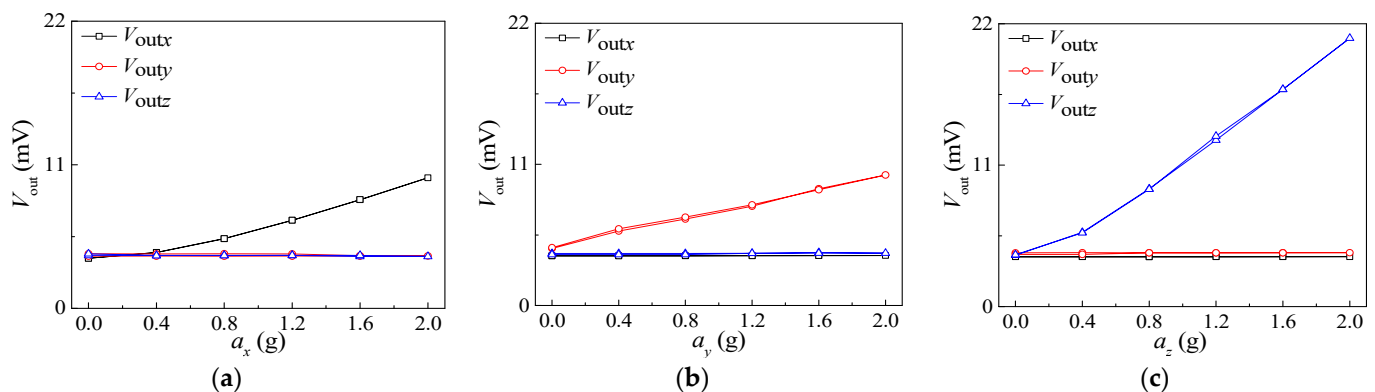 22
11
0
V_out (mV)
V_outx
V_outy
V_outz
0.0 0.4 0.8 1.2 1.6 2.0
a_x (g)
(a)
22
11
0
V_out (mV)
V_outx
V_outy
V_outz
0.0 0.4 0.8 1.2 1.6 2.0
a_y (g)
(b)
22
11
0
V_out (mV)
V_outx
V_outy
V_outz
0.0 0.4 0.8 1.2 1.6 2.0
a_z (g)
(c)